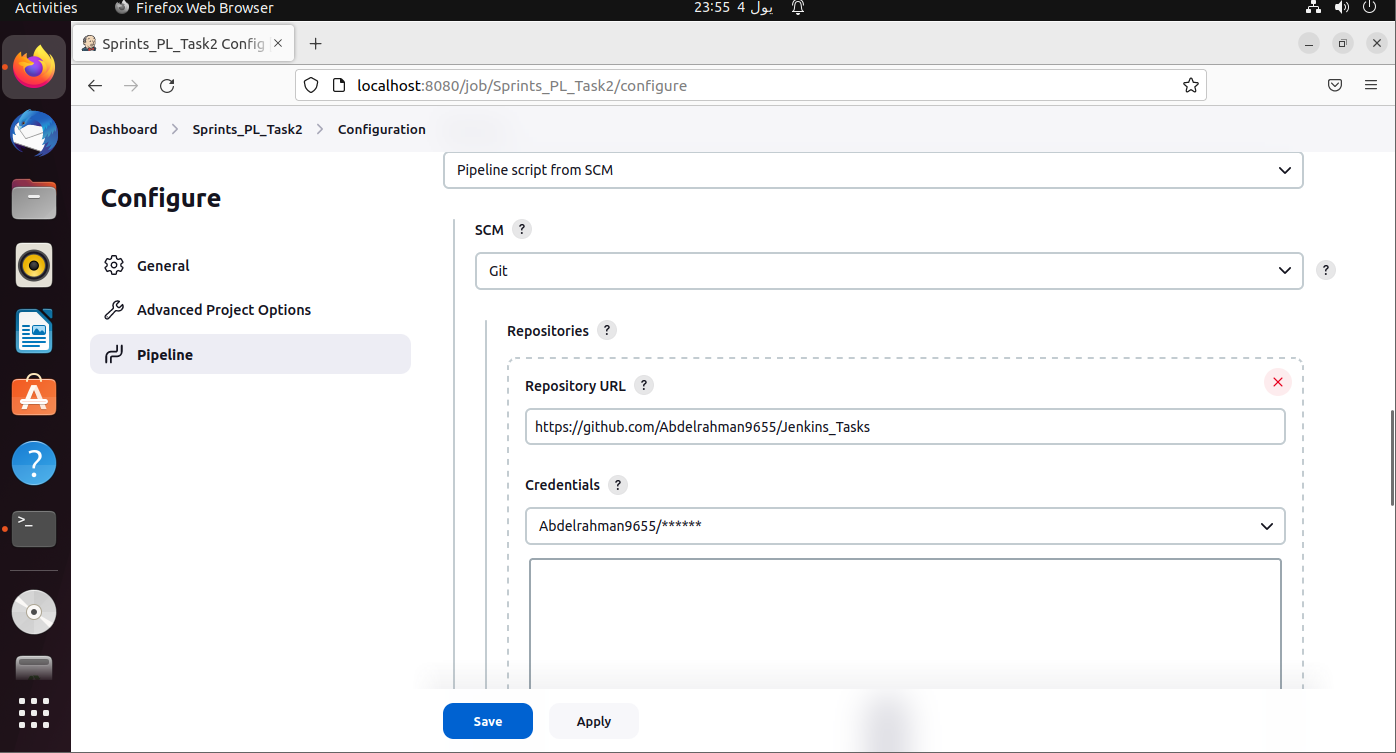 Activities
Firefox Web Browser
23:55 4 يول
Sprints_PL_Task2 Config
localhost:8080/job/Sprints_PL_Task2/configure
Dashboard
Sprints_PL_Task2
Configuration
Configure
General
Advanced Project Options
Pipeline
Pipeline script from SCM
SCM ?
Git
?
Repositories ?
Repository URL ?
https://github.com/Abdelrahman9655/Jenkins_Tasks
Credentials ?
Abdelrahman9655/******
Save
Apply